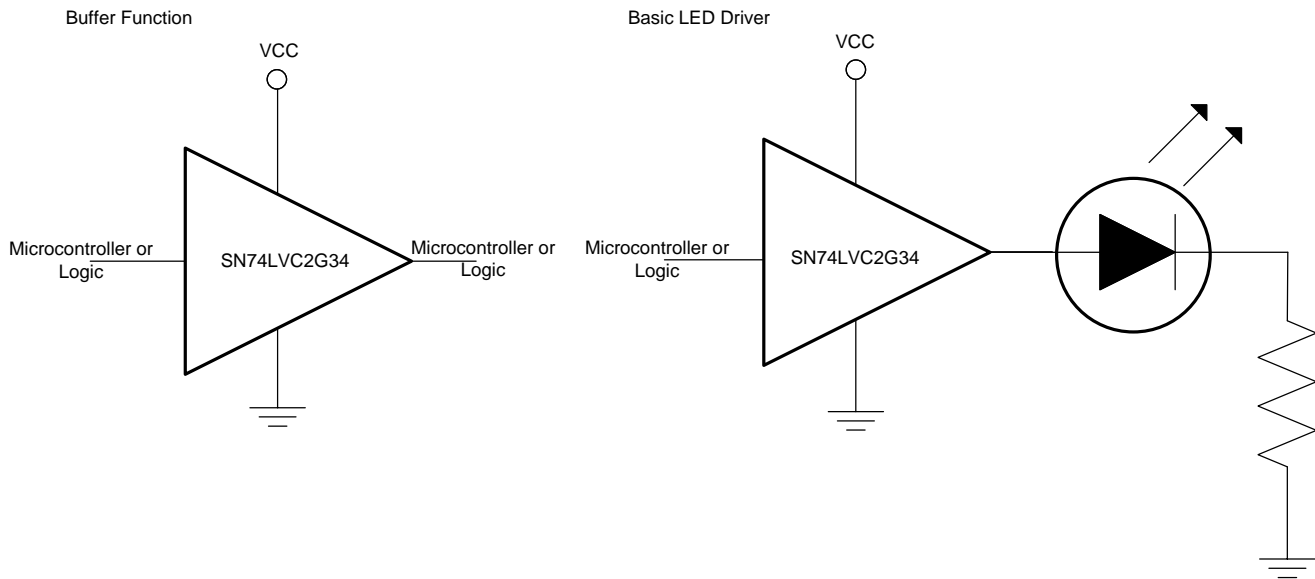 Buffer Function
VCC
Microcontroller or
Logic
SN74LVC2G34
Microcontroller or
Logic
Basic LED Driver
VCC
Microcontroller or
Logic
SN74LVC2G34